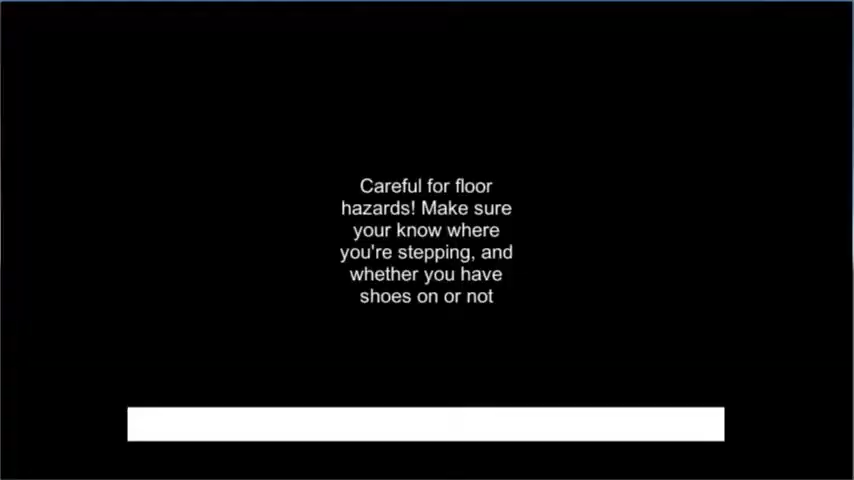 Careful for floor
hazards! Make sure
your know where
you're stepping, and
whether you have
shoes on or not